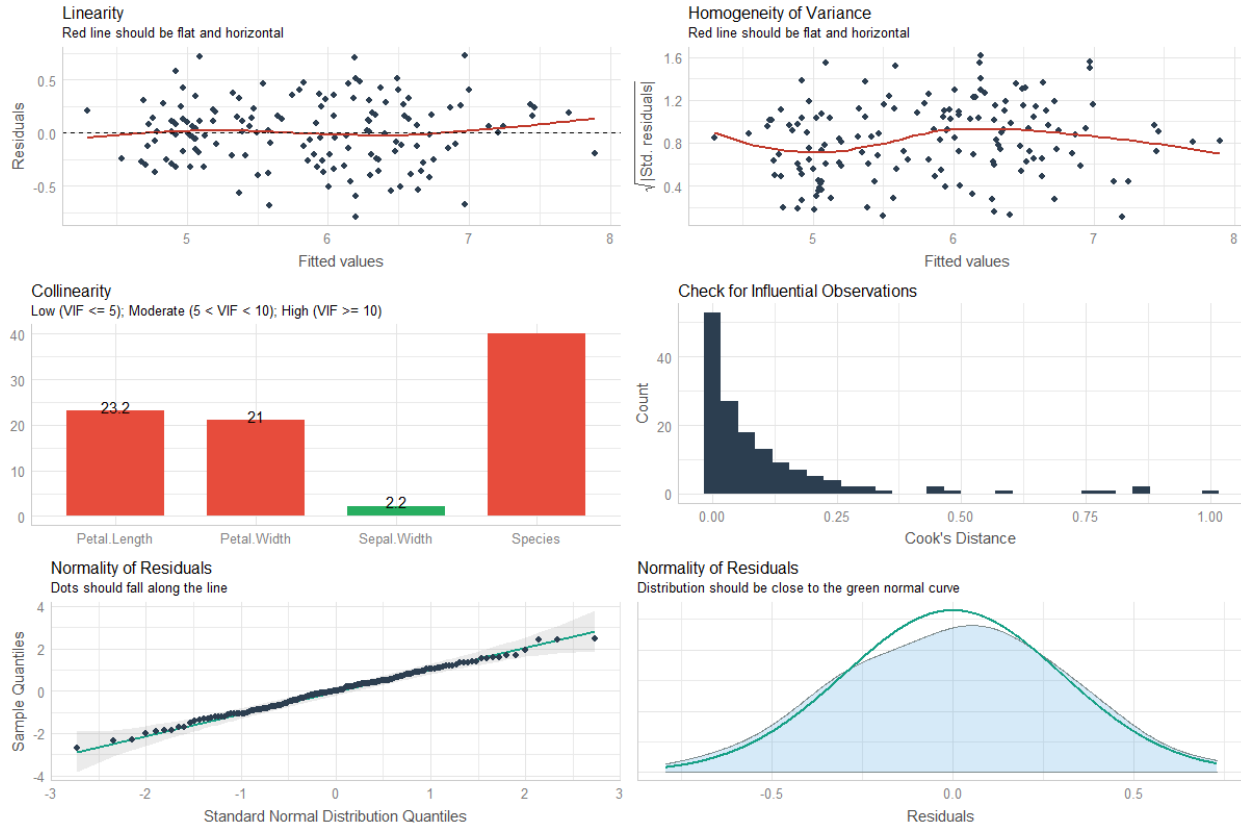 Linearity
Red line should be flat and horizontal
Residuals
0.5
0.0
-0.5
5
6
7
8
Fitted values
Homogeneity of Variance
Red line should be flat and horizontal
√|Std. residuals|
1.6
1.2
0.8
0.4
5
6
7
8
Fitted values
Collinearity
Low (VIF <= 5); Moderate (5 < VIF < 10); High (VIF >= 10)
40
30
20
10
0
23.2
21
2.2
Petal.Length
Petal.Width
Sepal.Width
Species
Check for Influential Observations
Count
40
20
0
0.00
0.25
0.50
0.75
1.00
Cook's Distance
Normality of Residuals
Dots should fall along the line
Sample Quantiles
4
2
0
-2
-4
-3
-2
-1
0
1
2
3
Standard Normal Distribution Quantiles
Normality of Residuals
Distribution should be close to the green normal curve
-0.5
0.0
0.5
Residuals